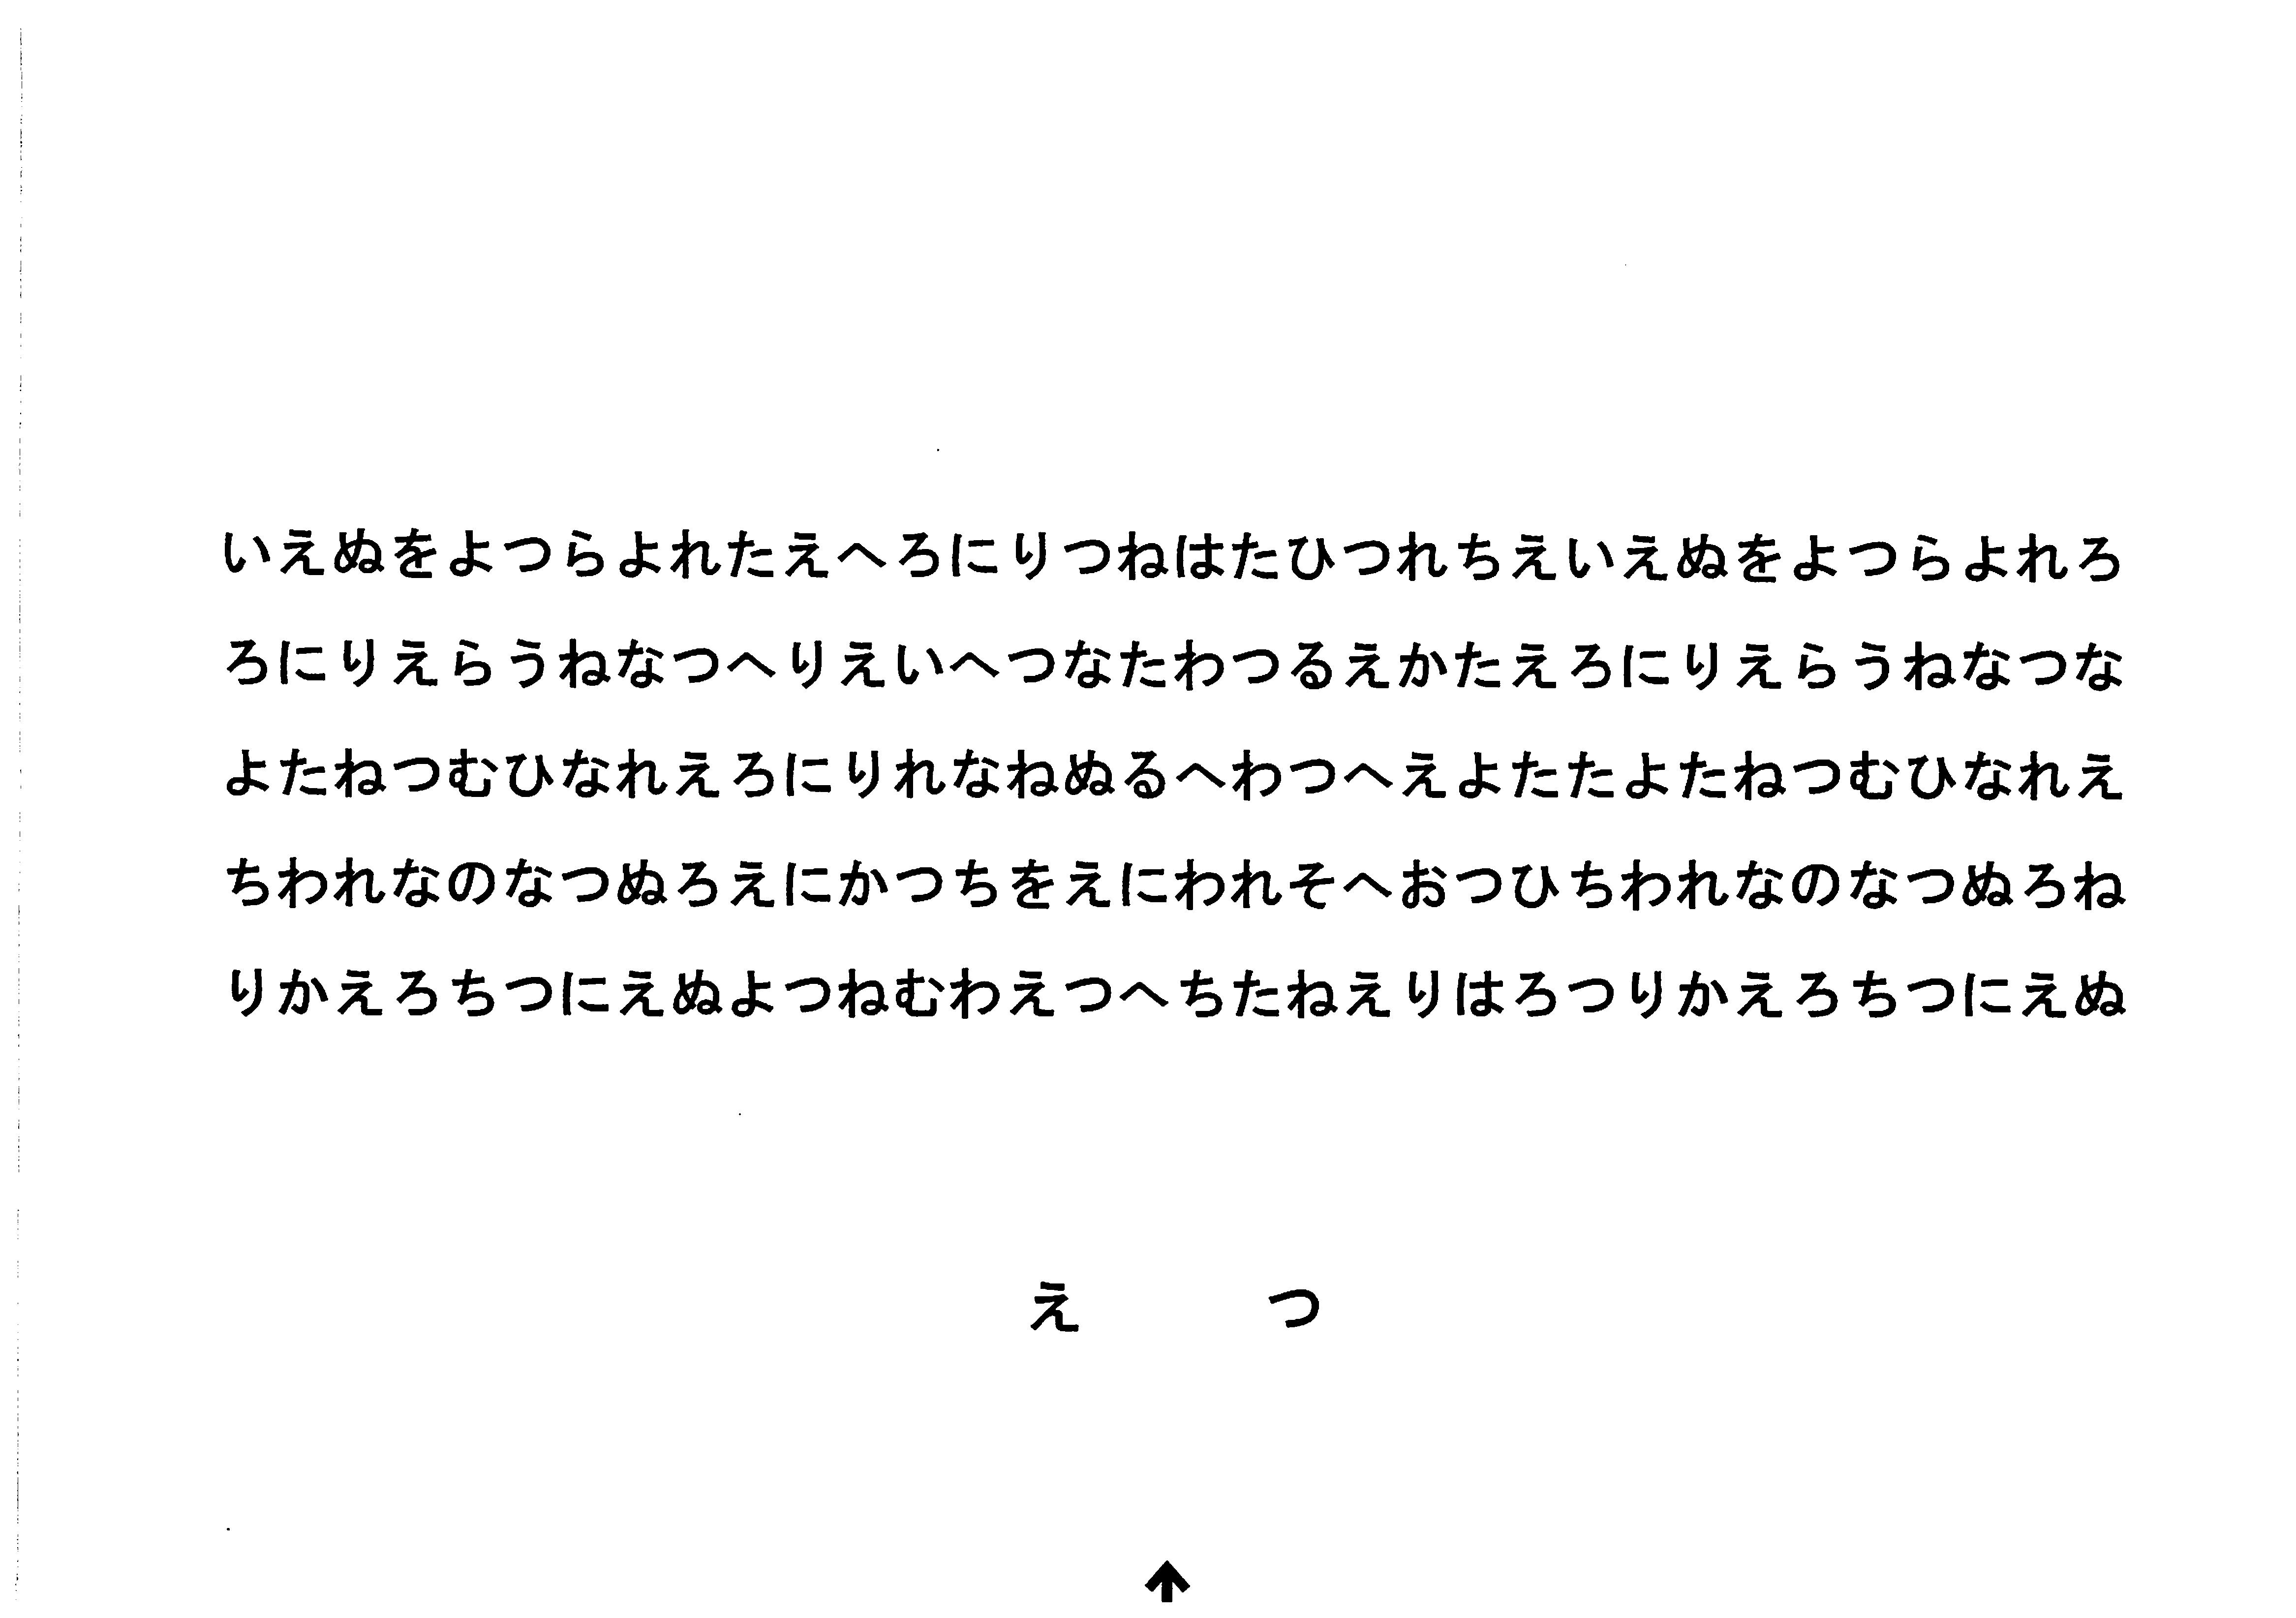 いえぬをよつらよれたえへろにりつねはたひつれちえいえぬをよつらよれろ
ろにりえらうねなつへりえいへつなたわつるえかたえろにりえらうねなつな
よたねつむひなれえろにりれなねぬるへわつへえよたたよたねつむひなれえ
ちわれなのなつぬろえにかつちをえにわれそへおつひちわれなのなつぬろね
りかえろちつにえぬよつねむわえつへちたねえりはろつりかえろちつにえぬ
え つ
↑